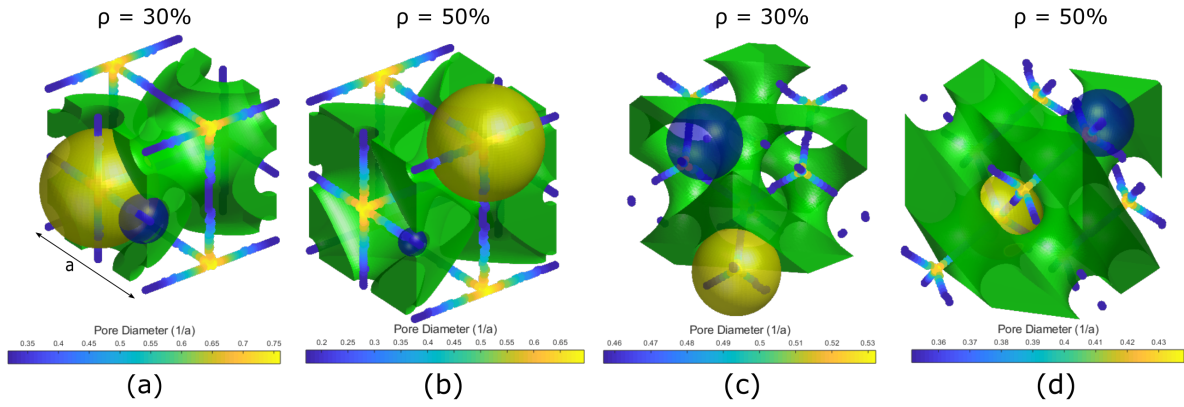 ρ = 30%
ρ = 50%
ρ = 30%
ρ = 50%
a
Pore Diameter (1/a)
0.35 0.4 0.45 0.5 0.55 0.6 0.65 0.7 0.75
Pore Diameter (1/a)
0.2 0.25 0.3 0.35 0.4 0.45 0.5 0.55 0.6 0.65
Pore Diameter (1/a)
0.46 0.47 0.48 0.49 0.5 0.51 0.52 0.53
Pore Diameter (1/a)
0.36 0.37 0.38 0.39 0.4 0.41 0.42 0.43
(a)
(b)
(c)
(d)